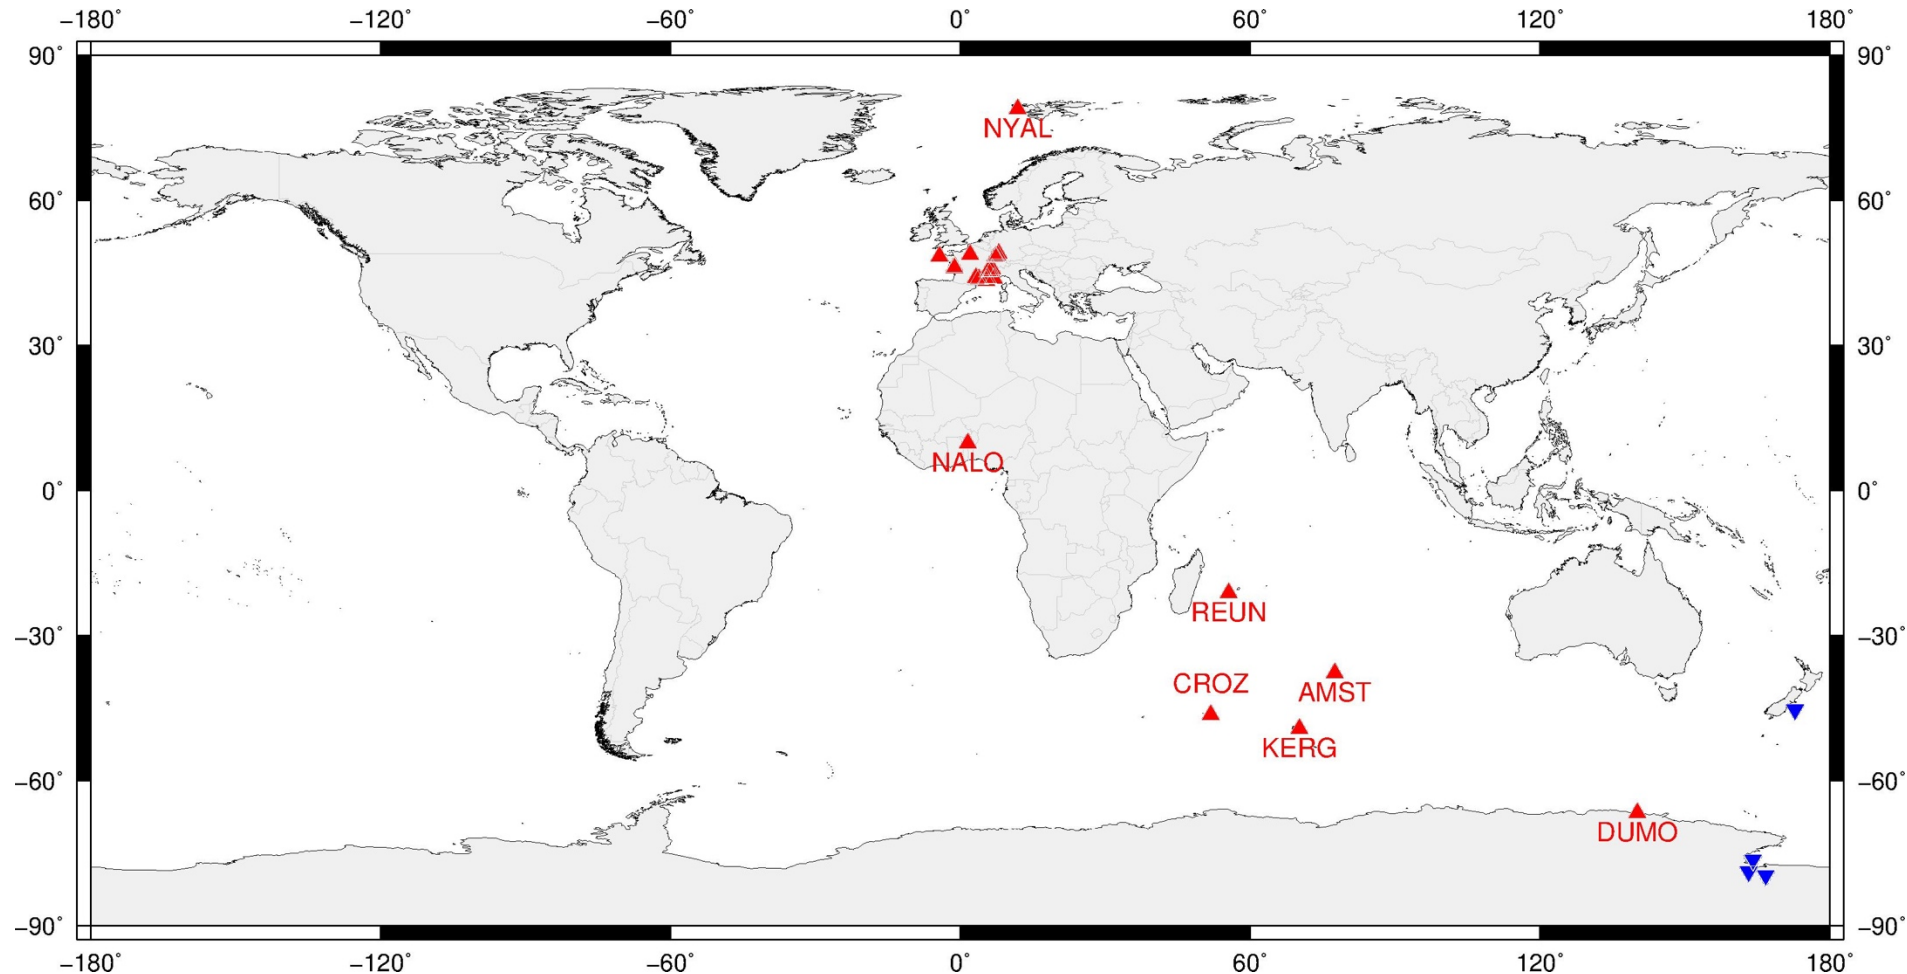 −180° −120° −60° 0° 60° 120° 180°
90° 90°
NYAL
60° 60°
30° 30°
NALO
0° 0°
REUN
−30° −30°
CROZ
AMST
KERG
−60° −60°
DUMO
−90° −90°
−180° −120° −60° 0° 60° 120° 180°